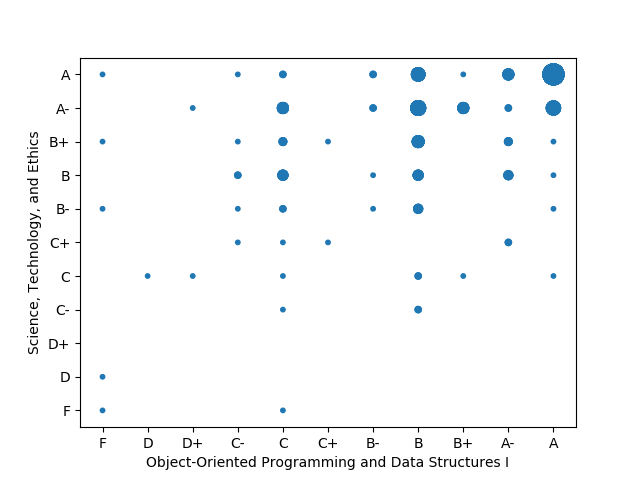 Science, Technology, and Ethics
A
A-
B+
B
B-
C+
C
C-
D+
D
F
F D D+ C- C C+ B- B B+ A- A
Object-Oriented Programming and Data Structures I